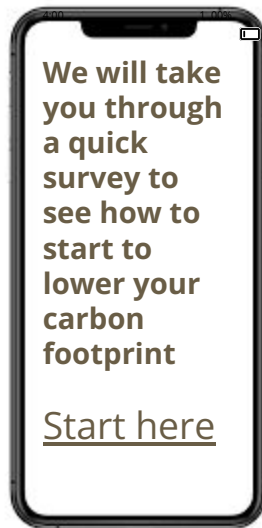 We will take
you through
a quick
survey to
see how to
start to
lower your
carbon
footprint
Start here